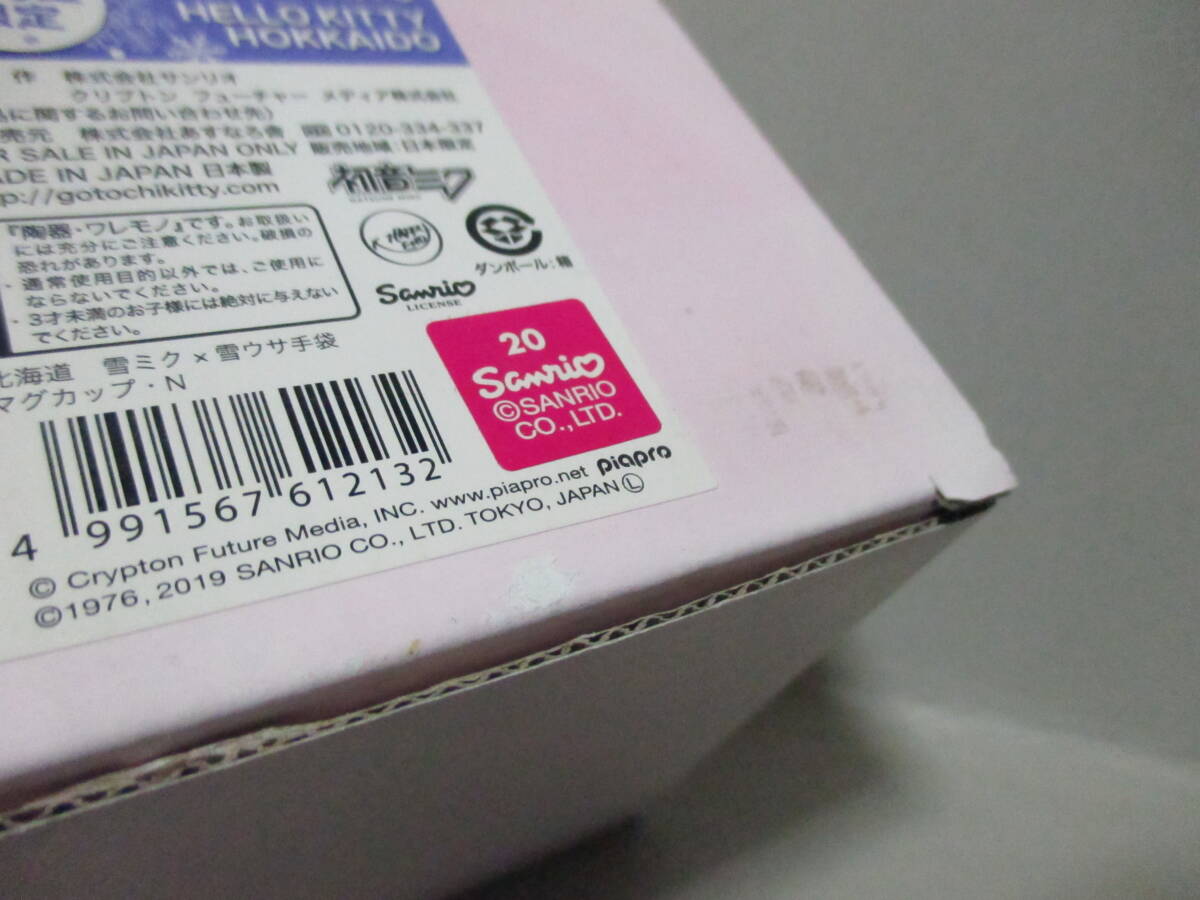 限定
HELLO KITTY
HOKKAIDO
作 株式会社サンリオ
クリプトン フューチャー メディア株式会社
に関するお問い合わせ先)
売元 株式会社あすなろ舎 0120-334-337
SALE IN JAPAN ONLY 販売地域:日本限定
ADE IN JAPAN 日本製
p://gotochikitty.com
初音ミク
HATSUNE MIKU
『陶器・ワレモノ』です。お取扱い
には充分にご注意ください。破損の
恐れがあります。
・通常使用目的以外では、ご使用に
ならないでください。
・3才未満のお子様には絶対に与えない
でください。
ダンボール:箱
Sanrio
LICENSE
北海道 雪ミク×雪ウサ手袋
マグカップ・N
20
Sanrio
©SANRIO
CO.,LTD.
4 991567 612132
© Crypton Future Media, INC. www.piapro.net piapro
©1976, 2019 SANRIO CO., LTD. TOKYO, JAPAN Ⓛ